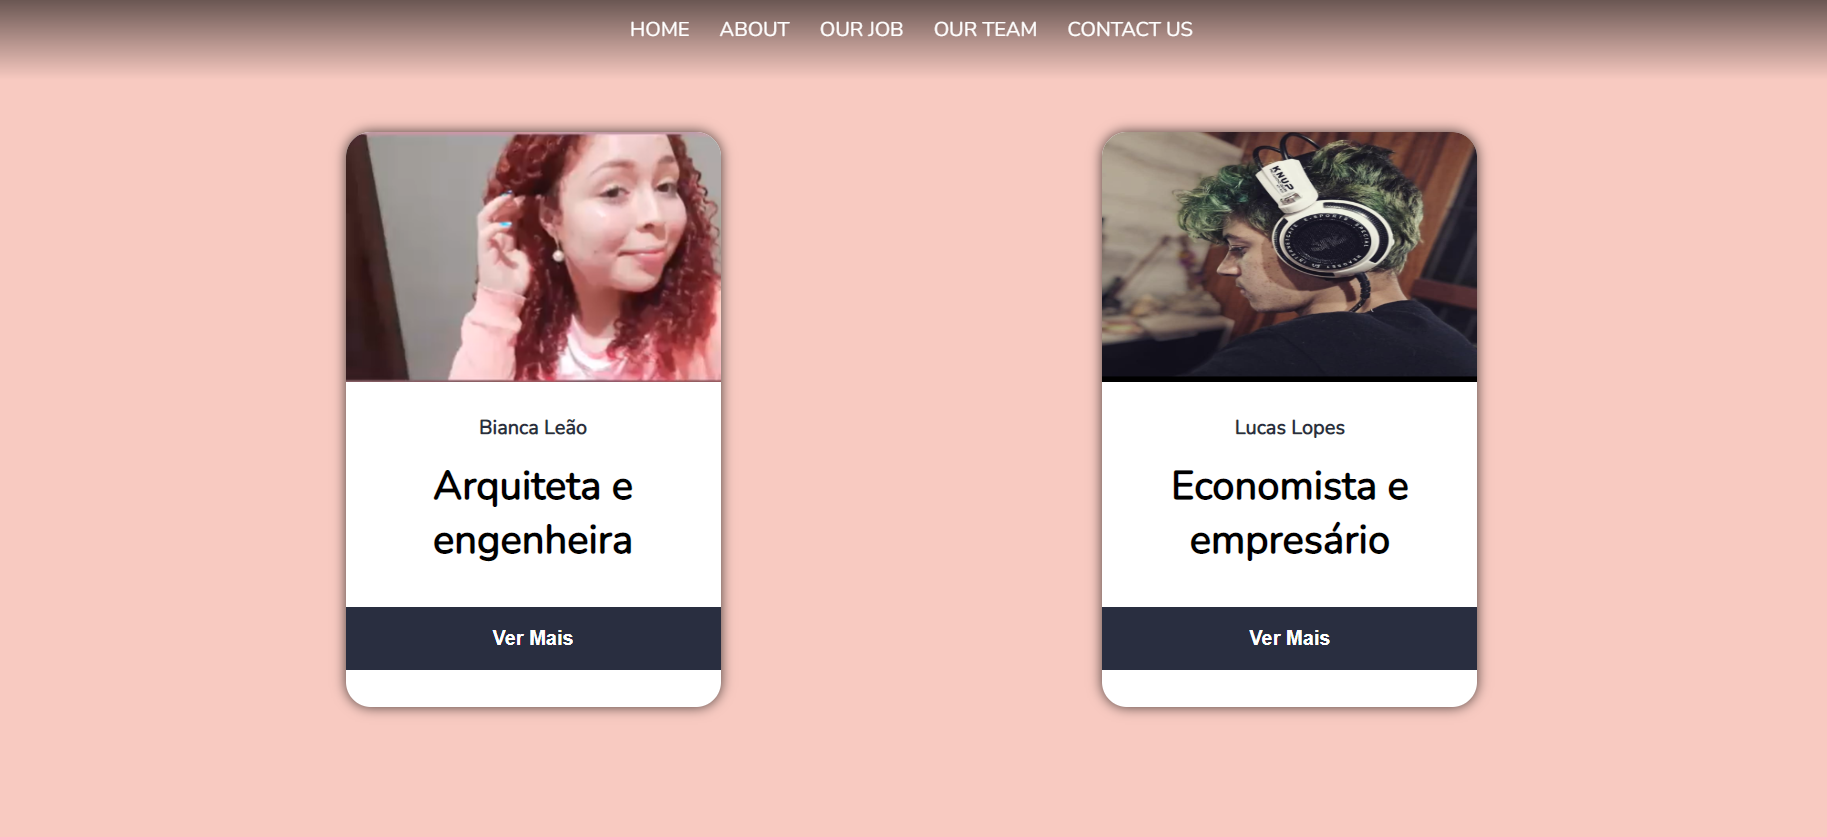 HOME ABOUT OUR JOB OUR TEAM CONTACT US
KNUP
Bianca Leão
Arquiteta e
engenheira
Ver Mais
Lucas Lopes
Economista e
empresário
Ver Mais